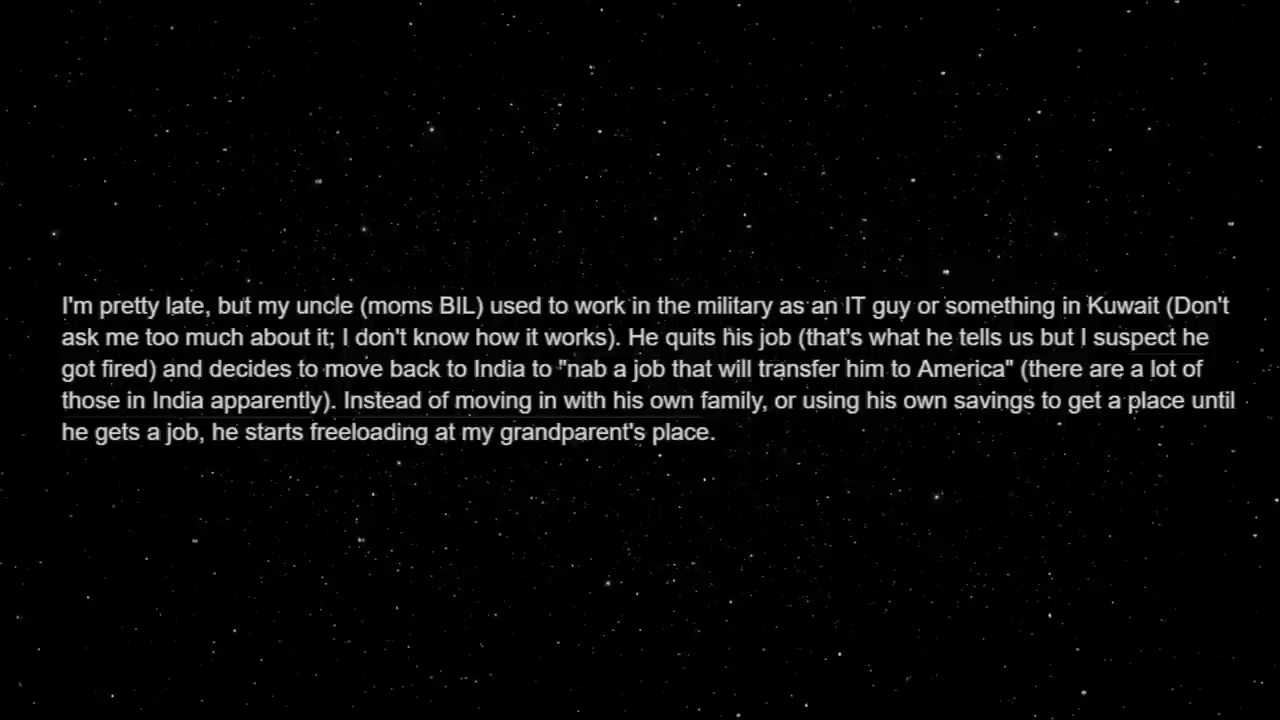 I'm pretty late, but my uncle (moms BIL) used to work in the military as an IT guy or something in Kuwait (Don't
ask me too much about it; I don't know how it works). He quits his job (that's what he tells us but I suspect he
got fired) and decides to move back to India to "nab a job that will transfer him to America" (there are a lot of
those in India apparently). Instead of moving in with his own family, or using his own savings to get a place until
he gets a job, he starts freeloading at my grandparent's place.